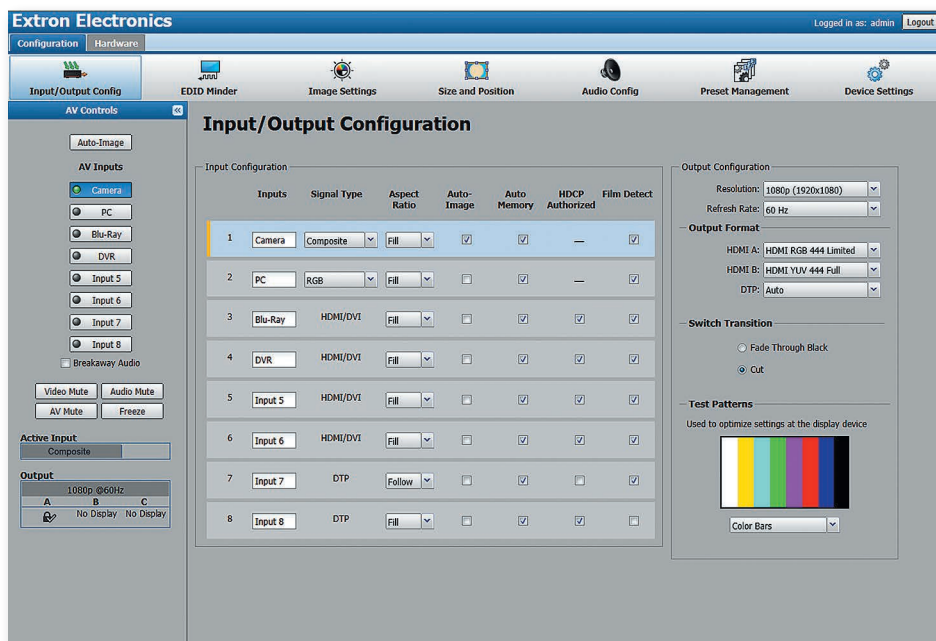 Extron Electronics
Logged in as: admin Logout
Configuration Hardware
Input/Output Config EDID Minder Image Settings Size and Position Audio Config Preset Management Device Settings
AV Controls
Auto-Image
AV Inputs
Camera
PC
Blu-Ray
DVR
Input 5
Input 6
Input 7
Input 8
Breakaway Audio
Video Mute Audio Mute
AV Mute Freeze
Active Input
Composite
Output
1080p @60Hz
A B C
No Display No Display
Input/Output Configuration
Input Configuration
Inputs Signal Type Aspect Ratio Auto-Image Auto Memory HDCP Authorized Film Detect
1 Camera Composite Fill —
2 PC RGB Fill —
3 Blu-Ray HDMI/DVI Fill
4 DVR HDMI/DVI Fill
5 Input 5 HDMI/DVI Fill
6 Input 6 HDMI/DVI Fill
7 Input 7 DTP Follow
8 Input 8 DTP Fill
Output Configuration
Resolution: 1080p (1920x1080)
Refresh Rate: 60 Hz
Output Format
HDMI A: HDMI RGB 444 Limited
HDMI B: HDMI YUV 444 Full
DTP: Auto
Switch Transition
Fade Through Black
Cut
Test Patterns
Used to optimize settings at the display device
Color Bars